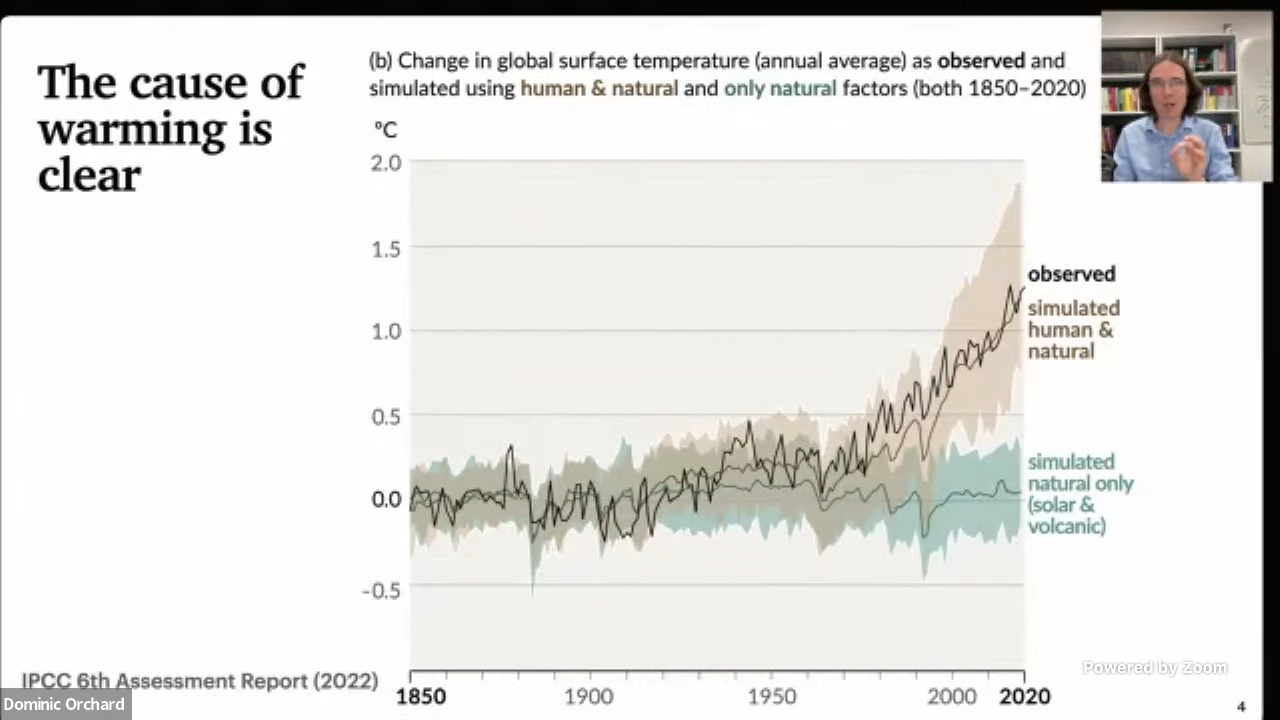 The cause of
warming is
clear
(b) Change in global surface temperature (annual average) as observed and
simulated using human & natural and only natural factors (both 1850–2020)
ºC
2.0
1.5
1.0
0.5
0.0
-0.5
observed
simulated
human &
natural
simulated
natural only
(solar &
volcanic)
1850
1900
1950
2000
2020
IPCC 6th Assessment Report (2022)
Dominic Orchard
Powered by Zoom
4